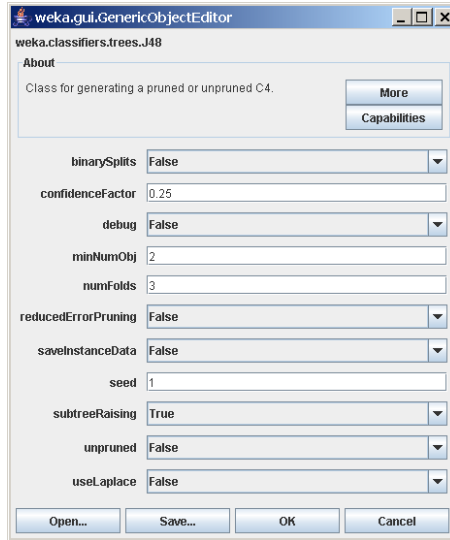 weka.gui.GenericObjectEditor
weka.classifiers.trees.J48
About
Class for generating a pruned or unpruned C4.
More
Capabilities
binarySplits False
confidenceFactor 0.25
debug False
minNumObj 2
numFolds 3
reducedErrorPruning False
saveInstanceData False
seed 1
subtreeRaising True
unpruned False
useLaplace False
Open... Save... OK Cancel